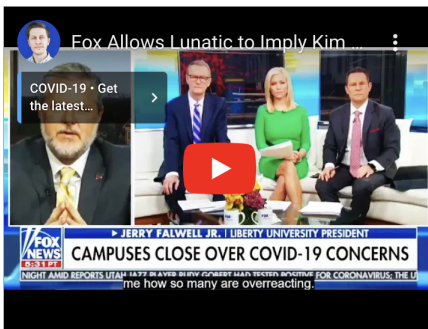 Fox Allows Lunatic to Imply Kim ...
COVID-19 • Get
the latest...
FOX
NEWS
5:31 PT
JERRY FALWELL JR. | LIBERTY UNIVERSITY PRESIDENT
CAMPUSES CLOSE OVER COVID-19 CONCERNS
NIGHT AMID REPORTS UTAH JAZZ PLAYER RUDY GOBERT HAD TESTED POSITIVE FOR CORONAVIRUS; THE U
me how so many are overreacting.